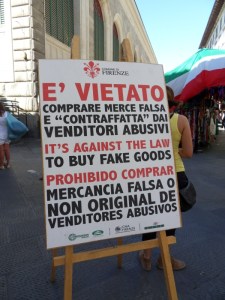 COMUNE DI
FIRENZE
E' VIETATO
COMPRARE MERCE FALSA
E "CONTRAFFATTA" DAI
VENDITORI ABUSIVI
IT'S AGAINST THE LAW
TO BUY FAKE GOODS
PROHIBIDO COMPRAR
MERCANCIA FALSA O
NON ORIGINAL DE
VENDITORES ABUSIVOS